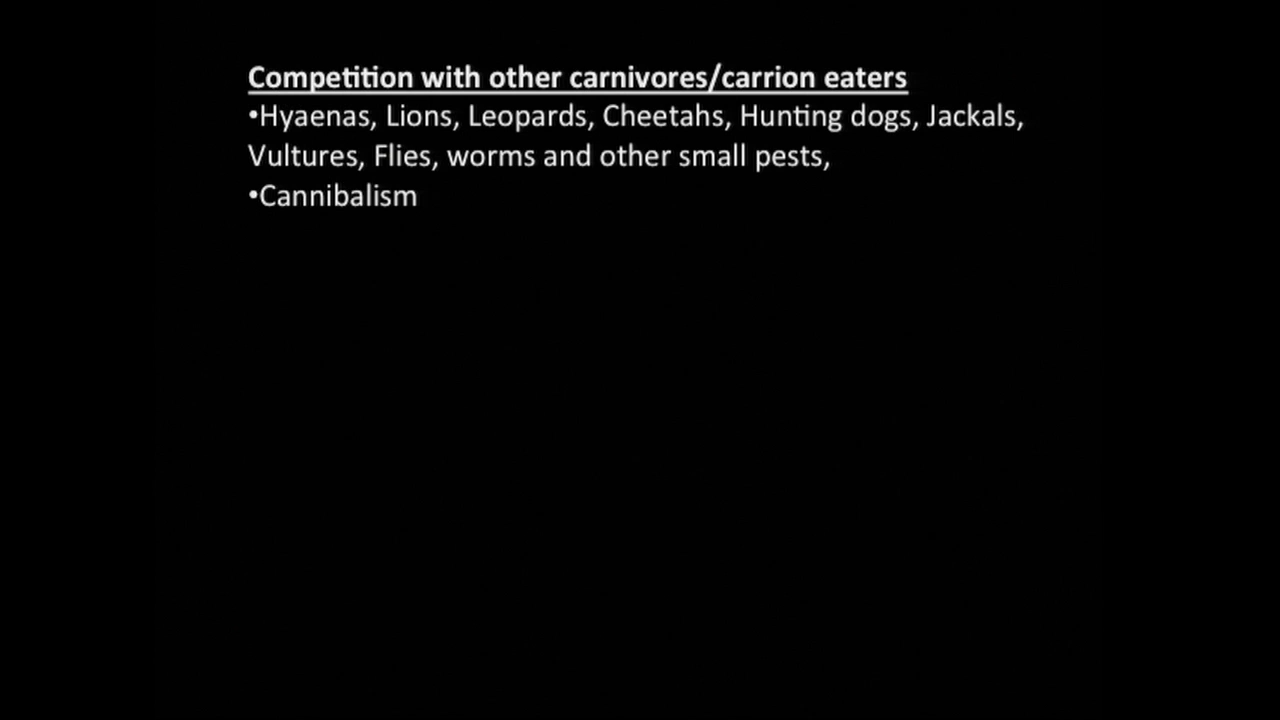 Competition with other carnivores/carrion eaters
•Hyaenas, Lions, Leopards, Cheetahs, Hunting dogs, Jackals,
Vultures, Flies, worms and other small pests,
•Cannibalism